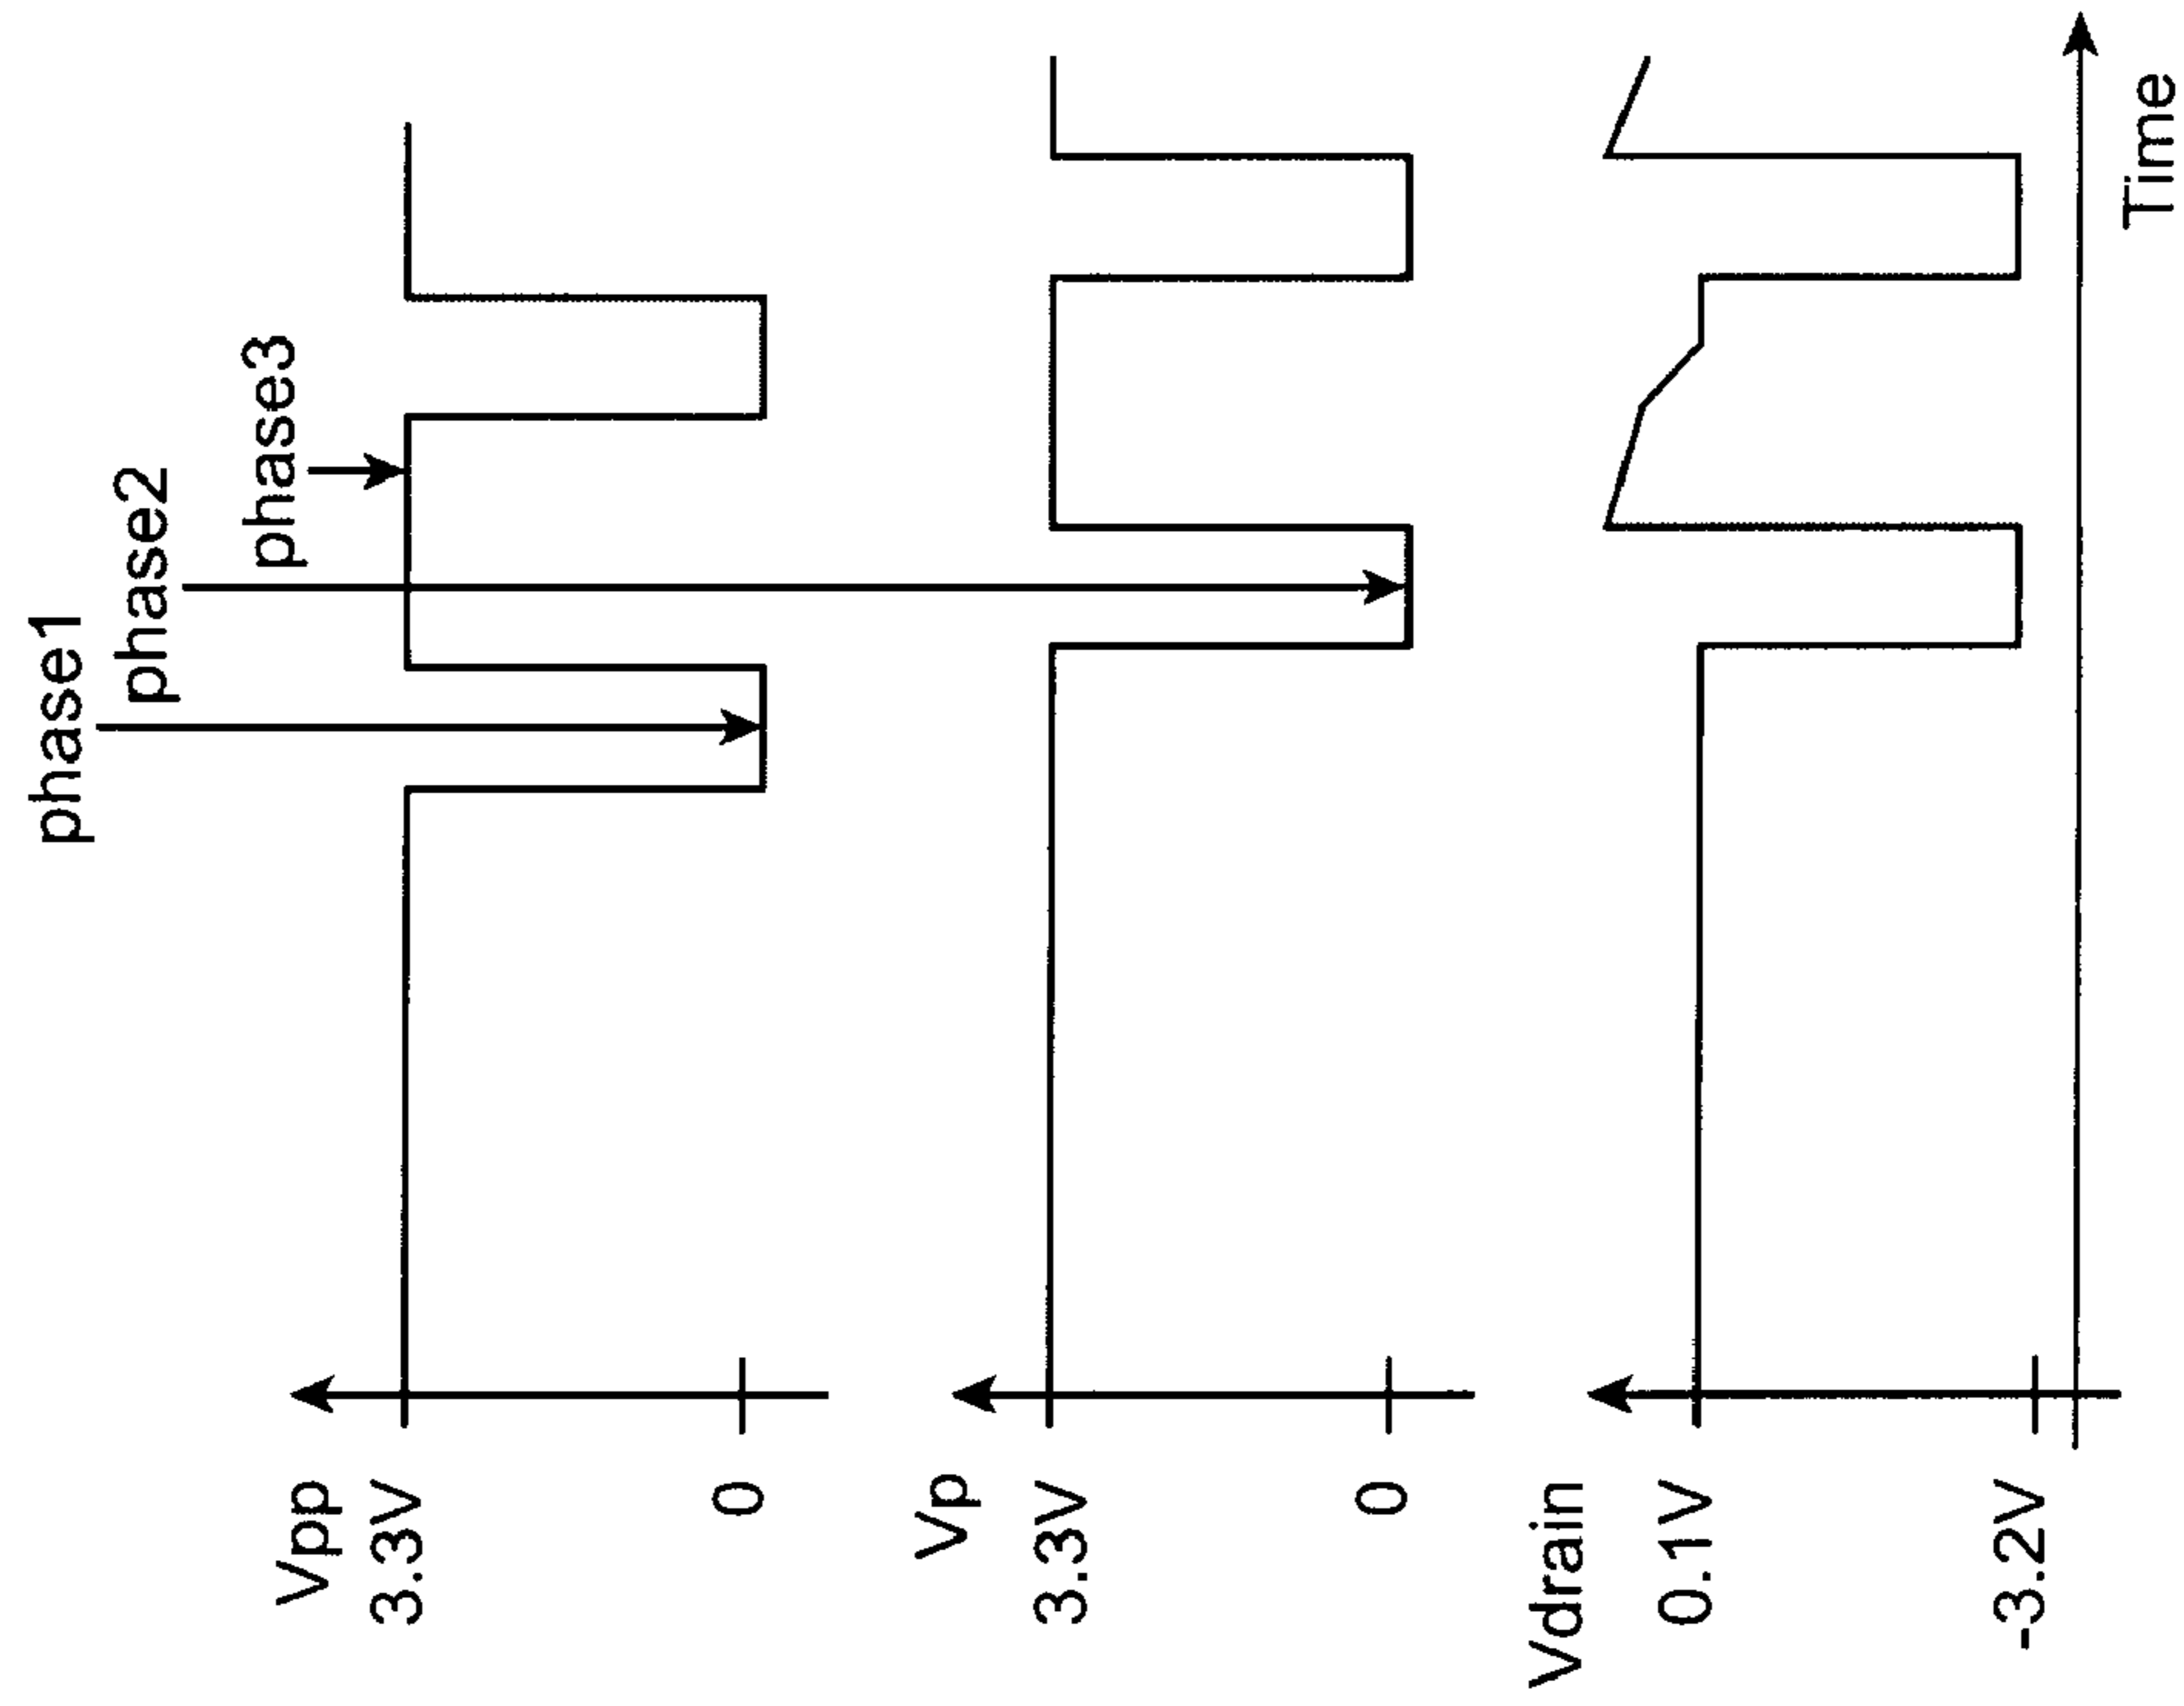 phase1
phase2
phase3
Vpp
3.3V
0
Vp
3.3V
0
Vdrain
0.1V
-3.2V
Time